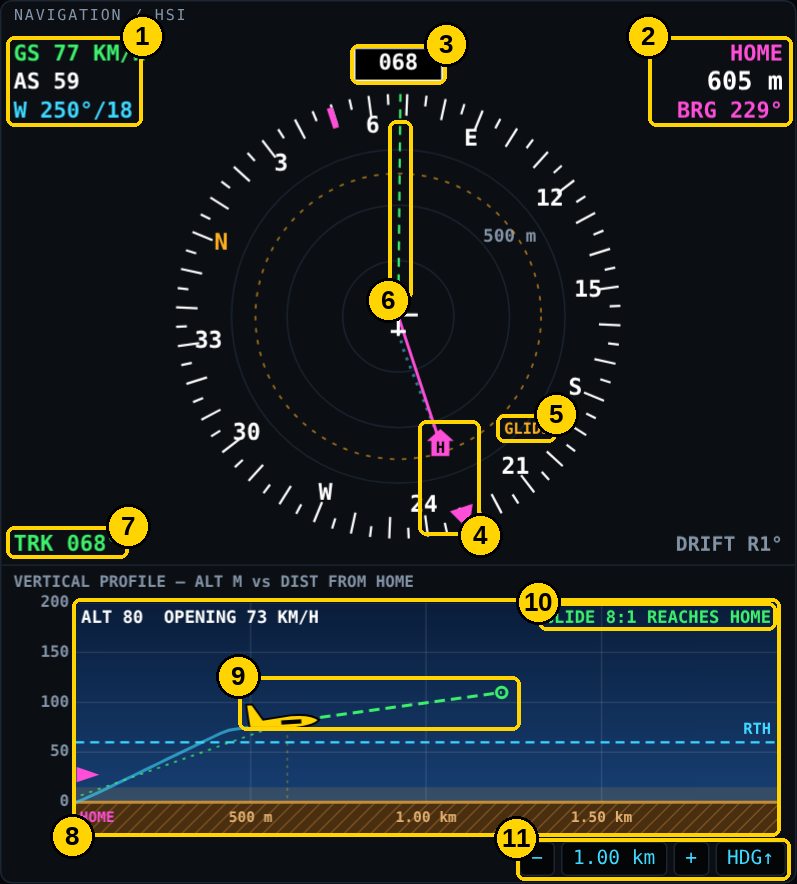 NAVIGATION / HSI
1
2
3
GS 77 KM/
AS 59
W 250°/18
068
HOME
605 m
BRG 229°
6
E
3
12
N
500 m
15
6
33
S
5
30
21
W
24
H
4
7
TRK 068
DRIFT R1°
VERTICAL PROFILE — ALT M vs DIST FROM HOME
10
200
ALT 80 OPENING 73 KM/H
LIDE 8:1 REACHES HOME
150
9
100
RTH
50
0
HOME
500 m
1.00 km
1.50 km
8
11
−
1.00 km
+
HDG↑